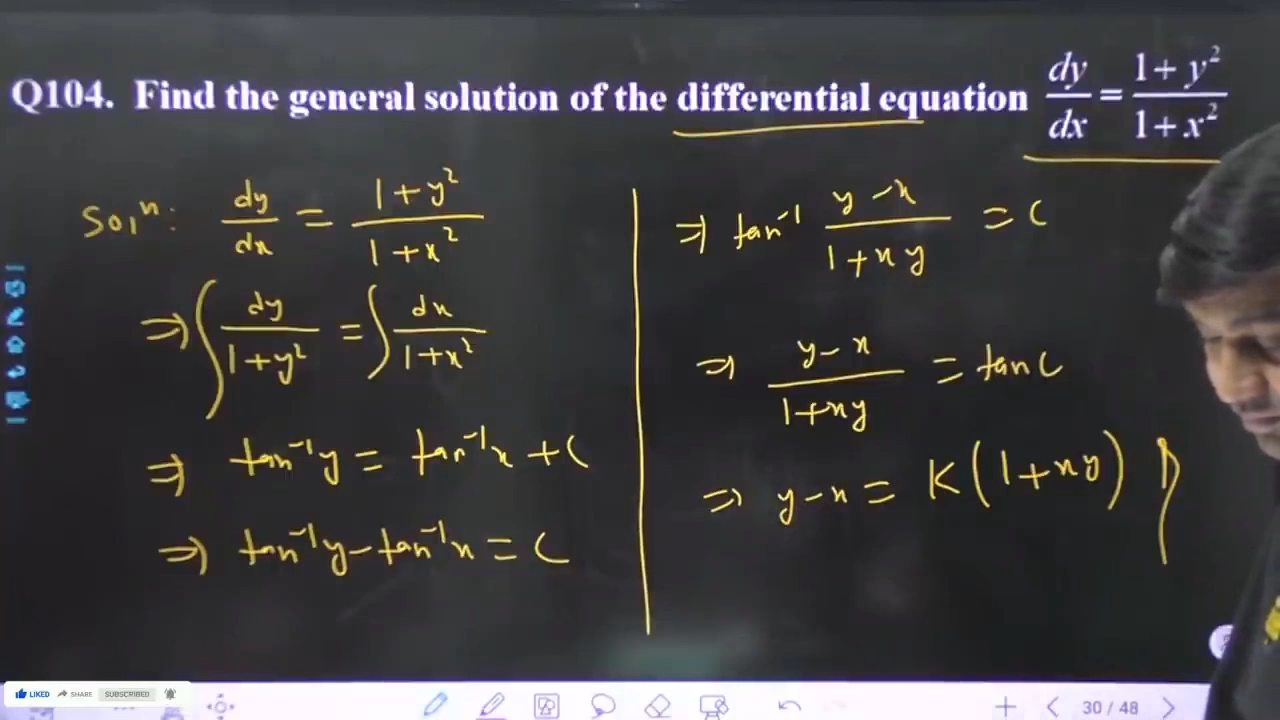 Q104. Find the general solution of the differential equation dy/dx = (1+y²)/(1+x²)
Solⁿ: dy/dx = (1+y²)/(1+x²)
⇒ ∫ dy/(1+y²) = ∫ dx/(1+x²)
⇒ tan⁻¹y = tan⁻¹x + C
⇒ tan⁻¹y − tan⁻¹x = C
⇒ tan⁻¹ (y−x)/(1+xy) = C
⇒ (y−x)/(1+xy) = tan C
⇒ y−x = K(1+xy)
LIKED
SHARE
SUBSCRIBED
30 / 48